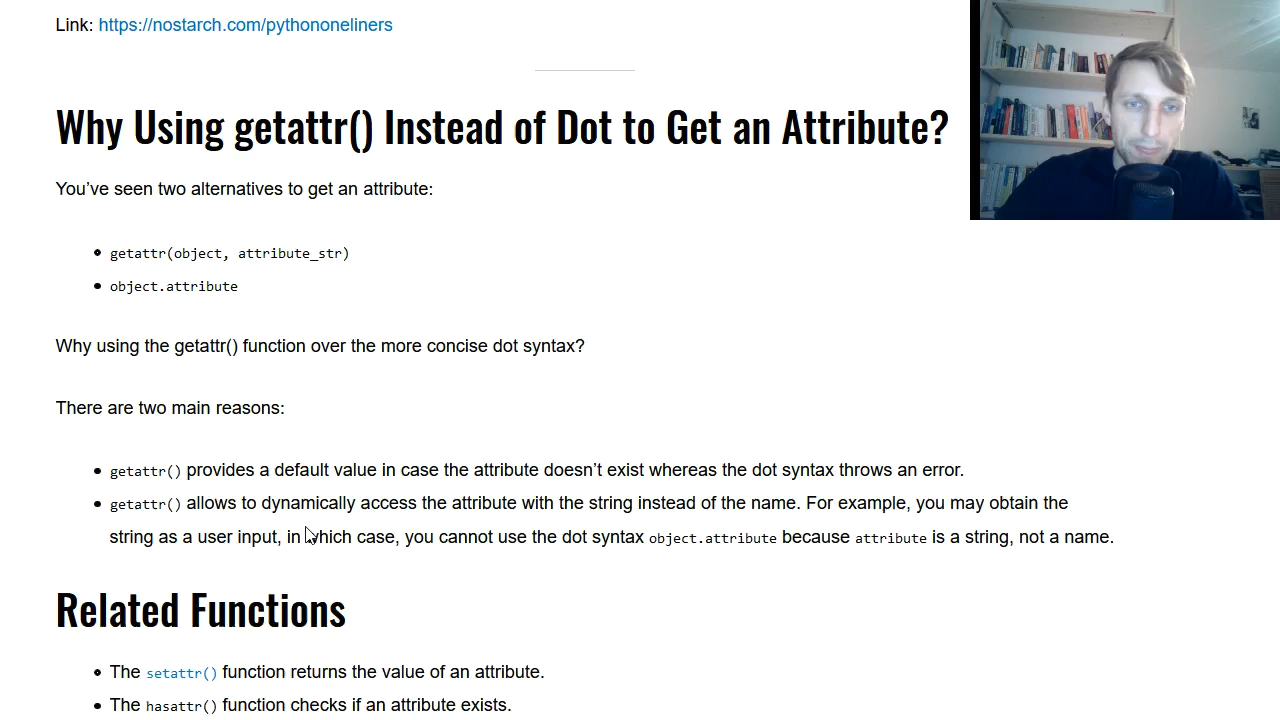 Link: https://nostarch.com/pythononeliners
Why Using getattr() Instead of Dot to Get an Attribute?
You’ve seen two alternatives to get an attribute:
getattr(object, attribute_str)
object.attribute
Why using the getattr() function over the more concise dot syntax?
There are two main reasons:
getattr() provides a default value in case the attribute doesn’t exist whereas the dot syntax throws an error.
getattr() allows to dynamically access the attribute with the string instead of the name. For example, you may obtain the
string as a user input, in which case, you cannot use the dot syntax object.attribute because attribute is a string, not a name.
Related Functions
The setattr() function returns the value of an attribute.
The hasattr() function checks if an attribute exists.